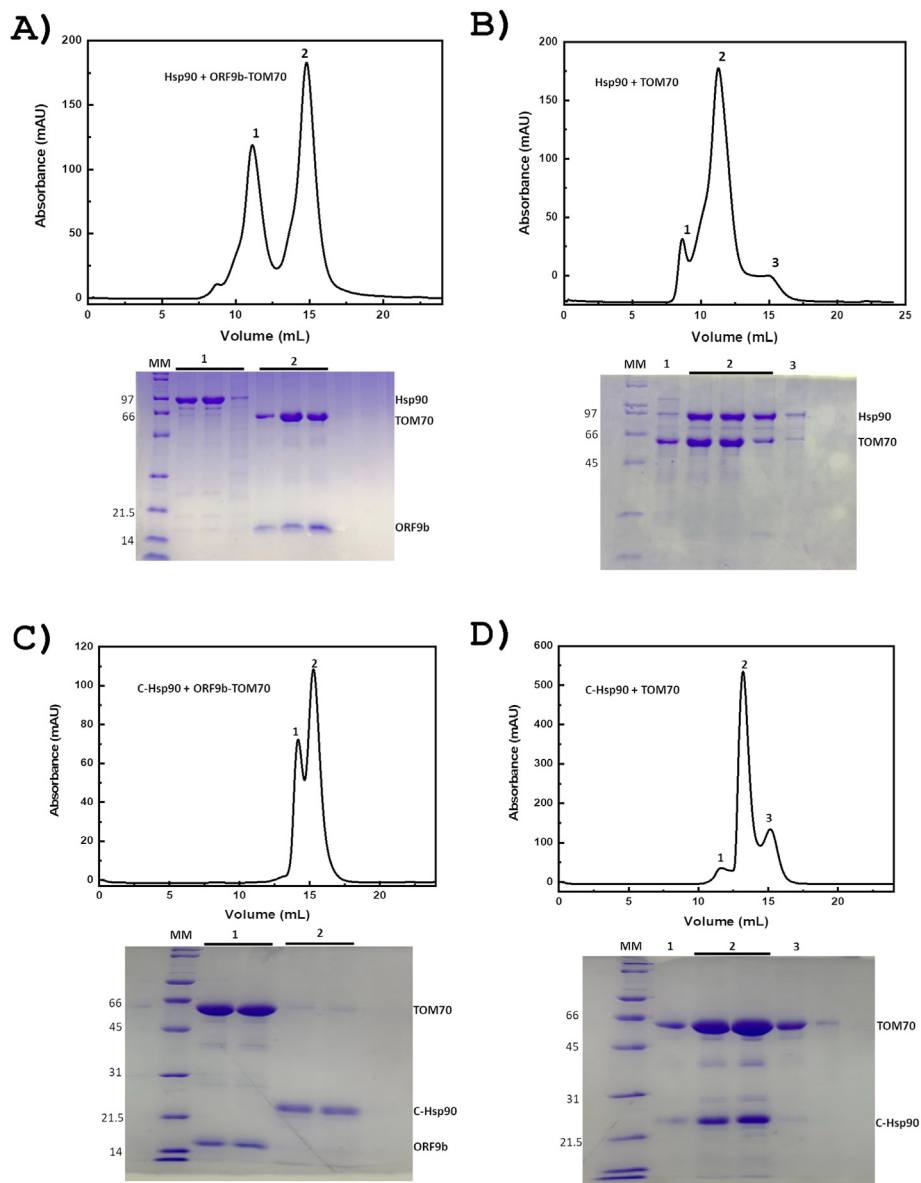 A)
200
150
100
50
0
Absorbance (mAU)
Hsp90 + ORF9b-TOM70
1
2
0 5 10 15 20
Volume (mL)
MM 1 2
97
66
21.5
14
Hsp90
TOM70
ORF9b
B)
200
150
100
50
0
Absorbance (mAU)
Hsp90 + TOM70
1
2
3
0 5 10 15 20 25
Volume (mL)
MM 1 2 3
97
66
45
Hsp90
TOM70
C)
120
100
80
60
40
20
0
Absorbance (mAU)
C-Hsp90 + ORF9b-TOM70
1
2
0 5 10 15 20
Volume (mL)
MM 1 2
66
45
31
21.5
14
TOM70
C-Hsp90
ORF9b
D)
600
500
400
300
200
100
0
Absorbance (mAU)
C-Hsp90 + TOM70
1
2
3
0 5 10 15 20
Volume (mL)
MM 1 2 3
66
45
31
21.5
TOM70
C-Hsp90